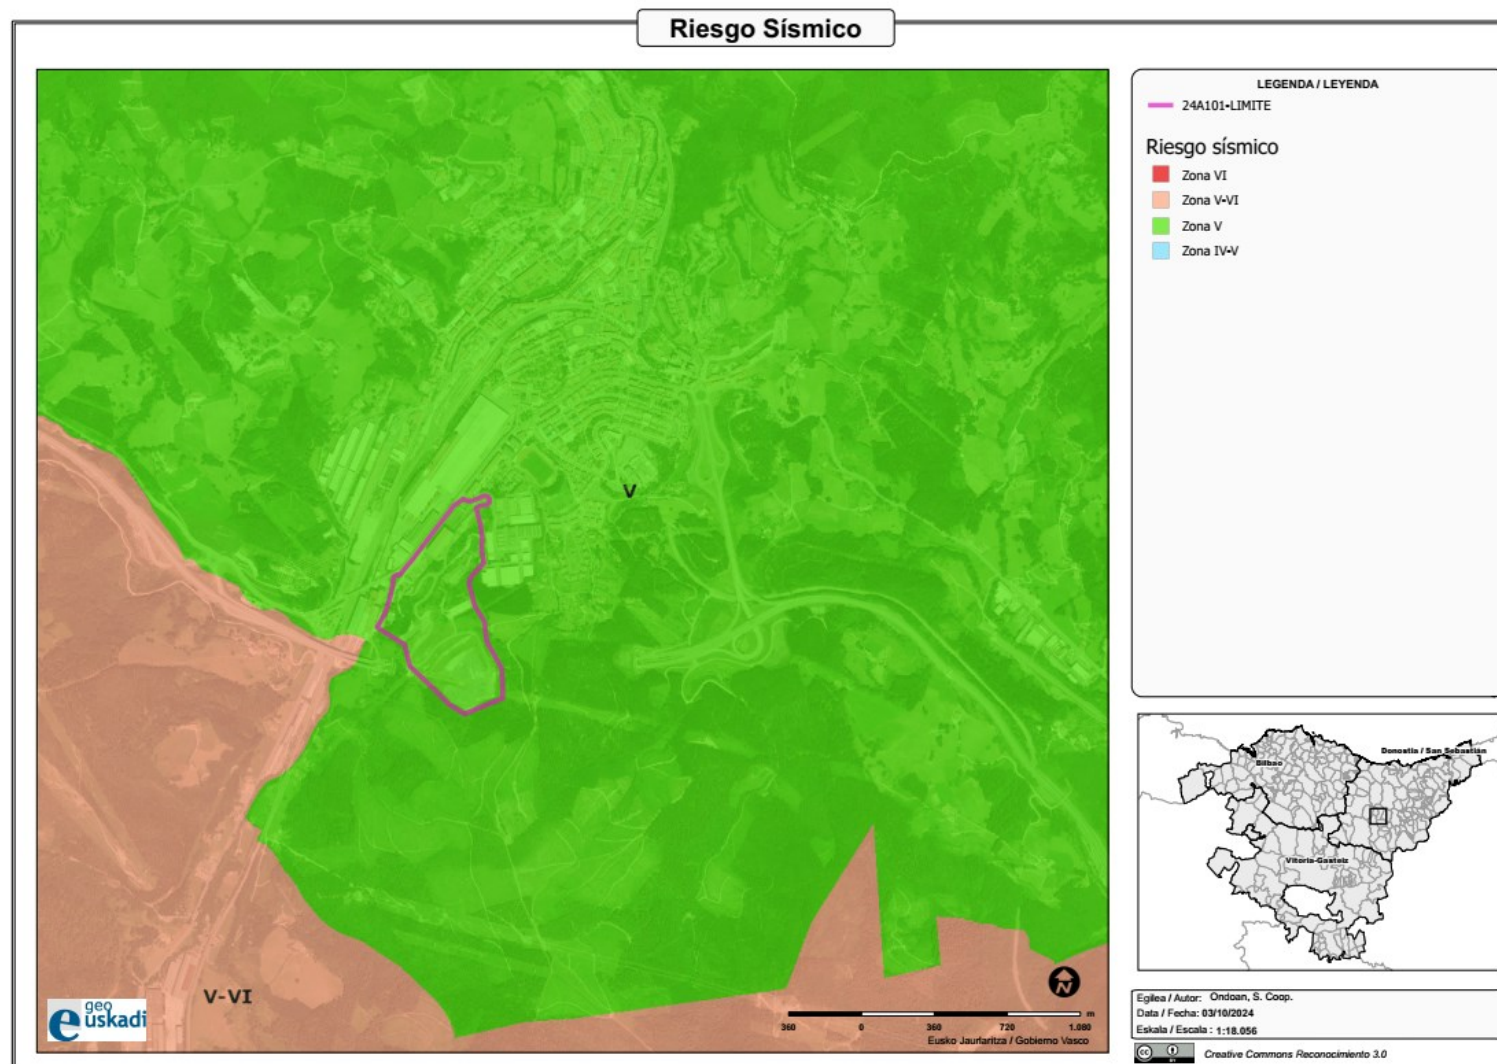 Riesgo Sísmico
LEGENDA / LEYENDA
24A101-LIMITE
Riesgo sísmico
Zona VI
Zona V-VI
Zona V
Zona IV-V
V
V-VI
geo
euskadi
N
360 0 360 720 1.080 m
Eusko Jaurlaritza / Gobierno Vasco
Donostia / San Sebastián
Bilbao
Vitoria-Gasteiz
Egilea / Autor: Ondoan, S. Coop.
Data / Fecha: 03/10/2024
Eskala / Escala : 1:18.056
cc BY Creative Commons Reconocimiento 3.0